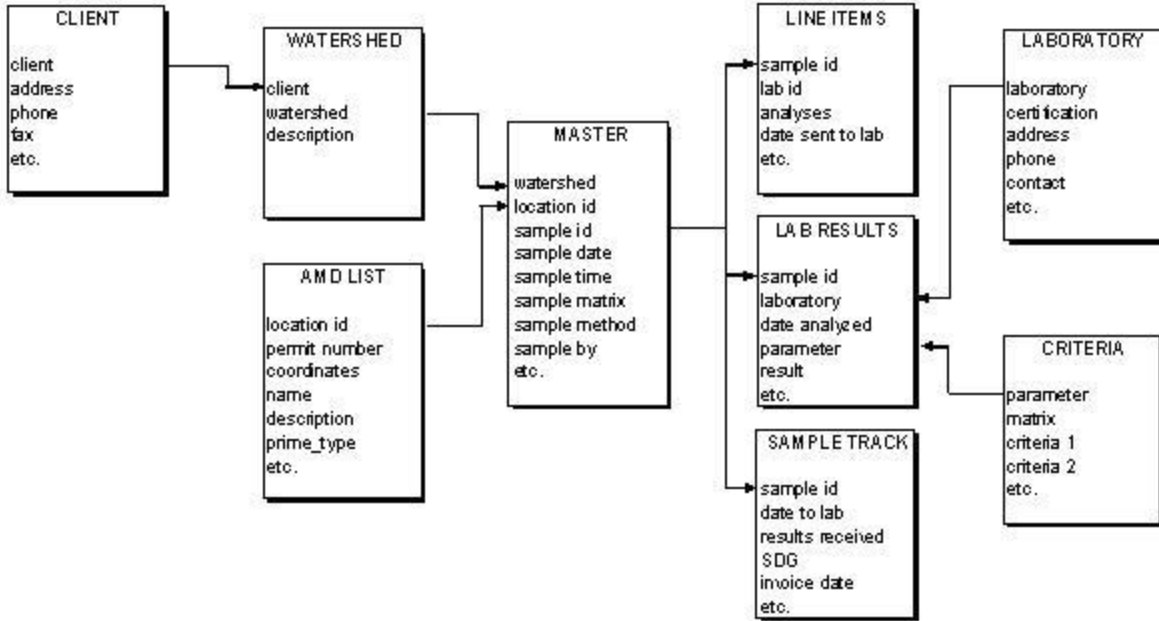 CLIENT
client
address
phone
fax
etc.
WATERSHED
client
watershed
description
AMD LIST
location id
permit number
coordinates
name
description
prime_type
etc.
MASTER
watershed
location id
sample id
sample date
sample time
sample matrix
sample method
sample by
etc.
LINE ITEMS
sample id
lab id
analyses
date sent to lab
etc.
LAB RESULTS
sample id
laboratory
date analyzed
parameter
result
etc.
SAMPLE TRACK
sample id
date to lab
results received
SDG
invoice date
etc.
LABORATORY
laboratory
certification
address
phone
contact
etc.
CRITERIA
parameter
matrix
criteria 1
criteria 2
etc.